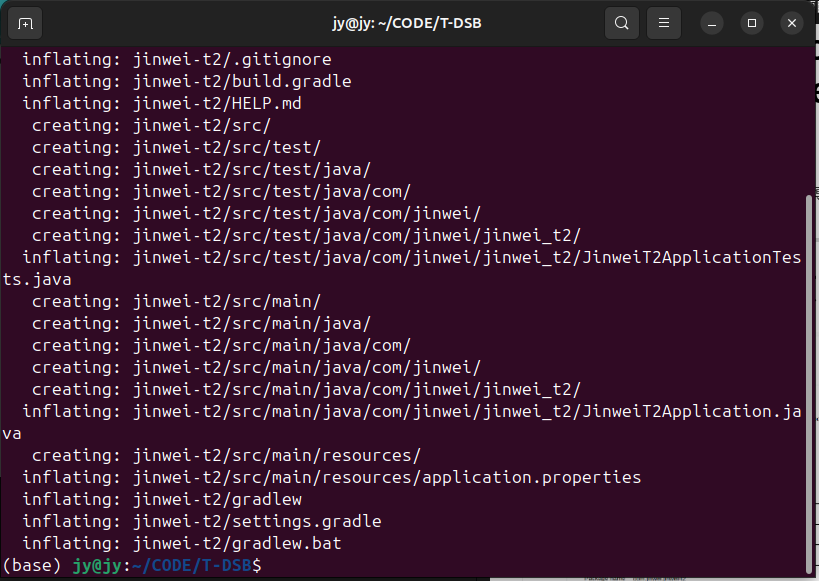 jy@jy: ~/CODE/T-DSB
  inflating: jinwei-t2/.gitignore
  inflating: jinwei-t2/build.gradle
  inflating: jinwei-t2/HELP.md
   creating: jinwei-t2/src/
   creating: jinwei-t2/src/test/
   creating: jinwei-t2/src/test/java/
   creating: jinwei-t2/src/test/java/com/
   creating: jinwei-t2/src/test/java/com/jinwei/
   creating: jinwei-t2/src/test/java/com/jinwei/jinwei_t2/
  inflating: jinwei-t2/src/test/java/com/jinwei/jinwei_t2/JinweiT2ApplicationTes
ts.java
   creating: jinwei-t2/src/main/
   creating: jinwei-t2/src/main/java/
   creating: jinwei-t2/src/main/java/com/
   creating: jinwei-t2/src/main/java/com/jinwei/
   creating: jinwei-t2/src/main/java/com/jinwei/jinwei_t2/
  inflating: jinwei-t2/src/main/java/com/jinwei/jinwei_t2/JinweiT2Application.ja
va
   creating: jinwei-t2/src/main/resources/
  inflating: jinwei-t2/src/main/resources/application.properties
  inflating: jinwei-t2/gradlew
  inflating: jinwei-t2/settings.gradle
  inflating: jinwei-t2/gradlew.bat
(base) jy@jy:~/CODE/T-DSB$